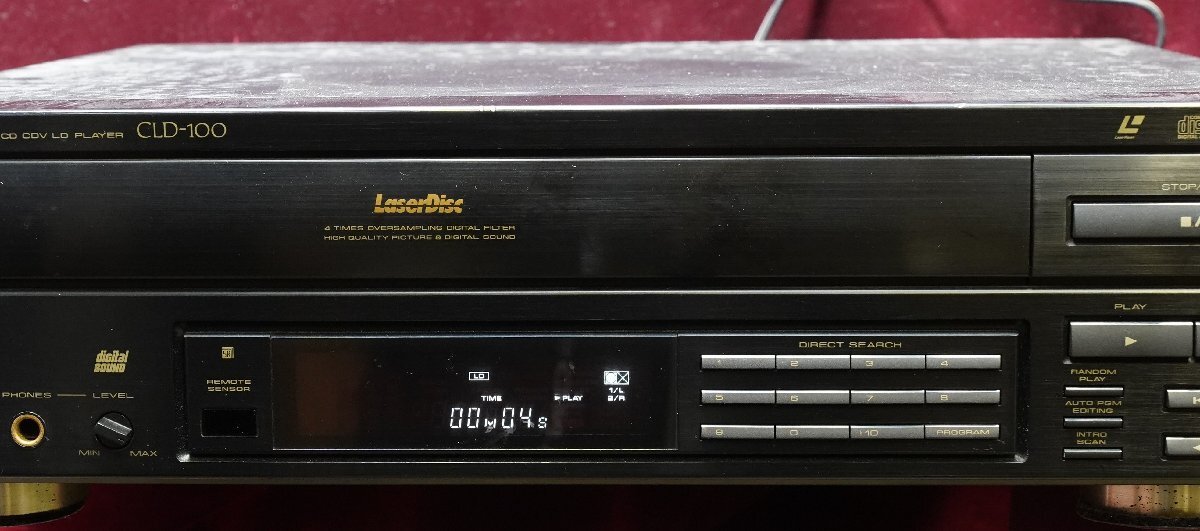 CD CDV LD PLAYER CLD-100
LaserDisc
4 TIMES OVERSAMPLING DIGITAL FILTER
HIGH QUALITY PICTURE & DIGITAL SOUND
STOP/
PLAY
digital
SOUND
PHONES
LEVEL
MIN
MAX
REMOTE
SENSOR
LD
TIME
PLAY
1/L
2/R
00M04S
DIRECT SEARCH
1 2 3 4
5 6 7 8
9 0 +10 PROGRAM
RANDOM
PLAY
AUTO PGM
EDITING
INTRO
SCAN